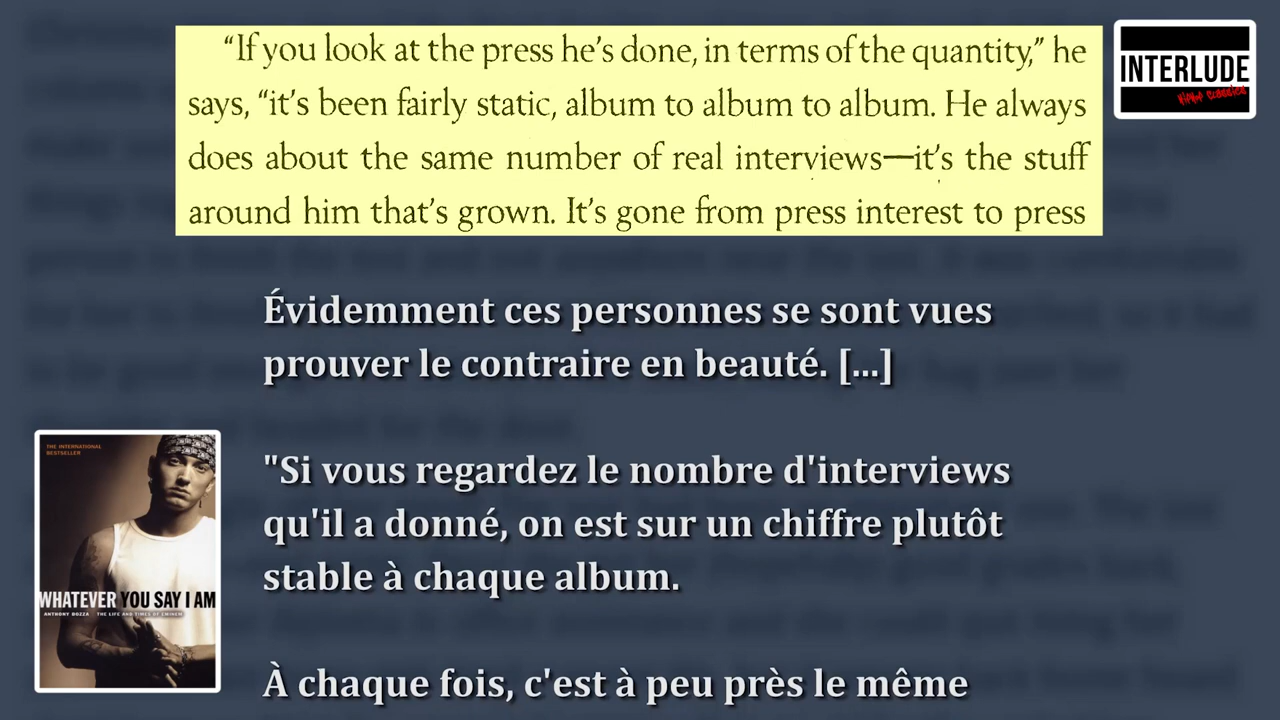 “If you look at the press he’s done, in terms of the quantity,” he
says, “it’s been fairly static, album to album to album. He always
does about the same number of real interviews—it’s the stuff
around him that’s grown. It’s gone from press interest to press
INTERLUDE
HIPHOP CLASSICS
Évidemment ces personnes se sont vues
prouver le contraire en beauté. [...]
"Si vous regardez le nombre d'interviews
qu'il a donné, on est sur un chiffre plutôt
stable à chaque album.
À chaque fois, c'est à peu près le même
THE INTERNATIONAL
BESTSELLER
WHATEVER YOU SAY I AM
ANTHONY BOZZA THE LIFE AND TIMES OF EMINEM